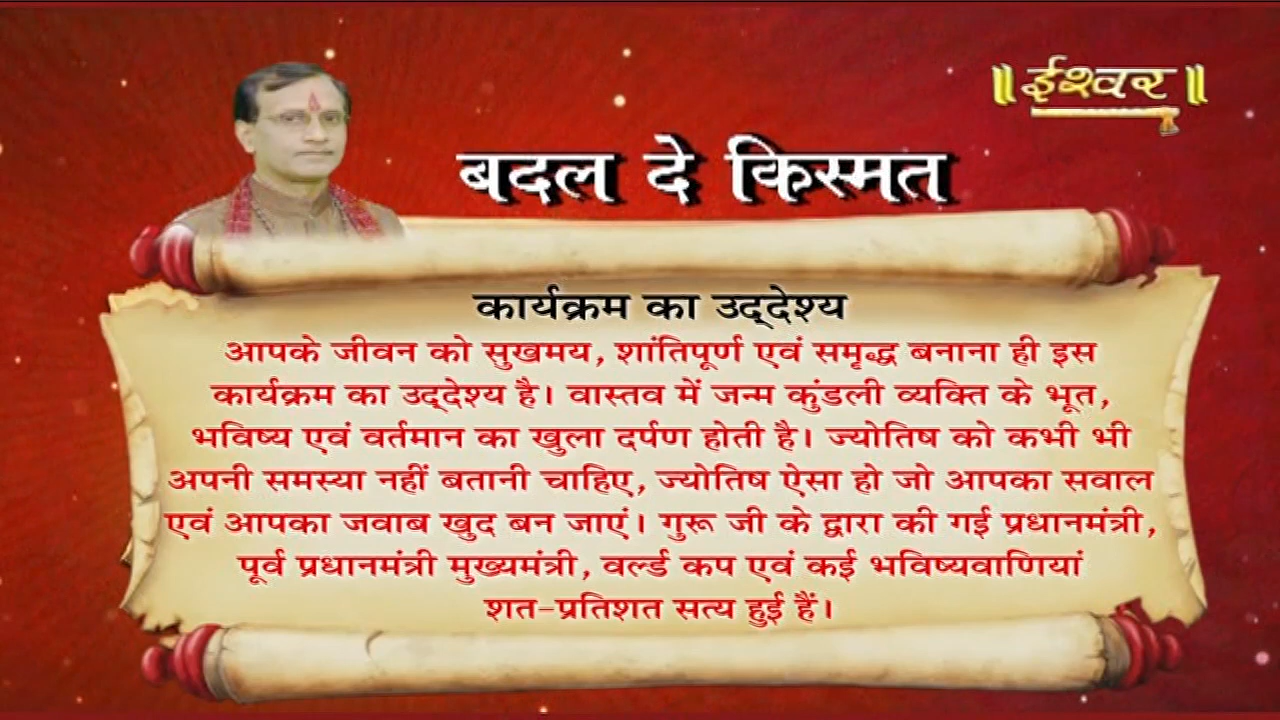 ॥ ईश्वर ॥
बदल दे किस्मत
कार्यक्रम का उद्‌देश्य
आपके जीवन को सुखमय, शांतिपूर्ण एवं समृद्ध बनाना ही इस
कार्यक्रम का उद्‌देश्य है। वास्तव में जन्म कुंडली व्यक्ति के भूत,
भविष्य एवं वर्तमान का खुला दर्पण होती है। ज्योतिष को कभी भी
अपनी समस्या नहीं बतानी चाहिए, ज्योतिष ऐसा हो जो आपका सवाल
एवं आपका जवाब खुद बन जाएं। गुरू जी के द्वारा की गई प्रधानमंत्री,
पूर्व प्रधानमंत्री मुख्यमंत्री, वर्ल्ड कप एवं कई भविष्यवाणियां
शत-प्रतिशत सत्य हुई हैं।